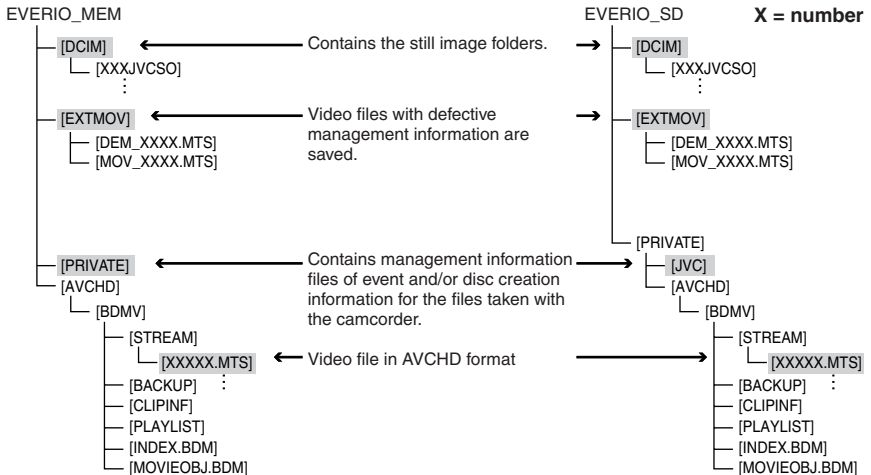 EVERIO_MEM
[DCIM]
[XXXJVCSO]
[EXTMOV]
[DEM_XXXX.MTS]
[MOV_XXXX.MTS]
[PRIVATE]
[AVCHD]
[BDMV]
[STREAM]
[XXXXX.MTS]
[BACKUP]
[CLIPINF]
[PLAYLIST]
[INDEX.BDM]
[MOVIEOBJ.BDM]
Contains the still image folders.
Video files with defective
management information are
saved.
Contains management information
files of event and/or disc creation
information for the files taken with
the camcorder.
Video file in AVCHD format
EVERIO_SD
X = number
[DCIM]
[XXXJVCSO]
[EXTMOV]
[DEM_XXXX.MTS]
[MOV_XXXX.MTS]
[PRIVATE]
[JVC]
[AVCHD]
[BDMV]
[STREAM]
[XXXXX.MTS]
[BACKUP]
[CLIPINF]
[PLAYLIST]
[INDEX.BDM]
[MOVIEOBJ.BDM]